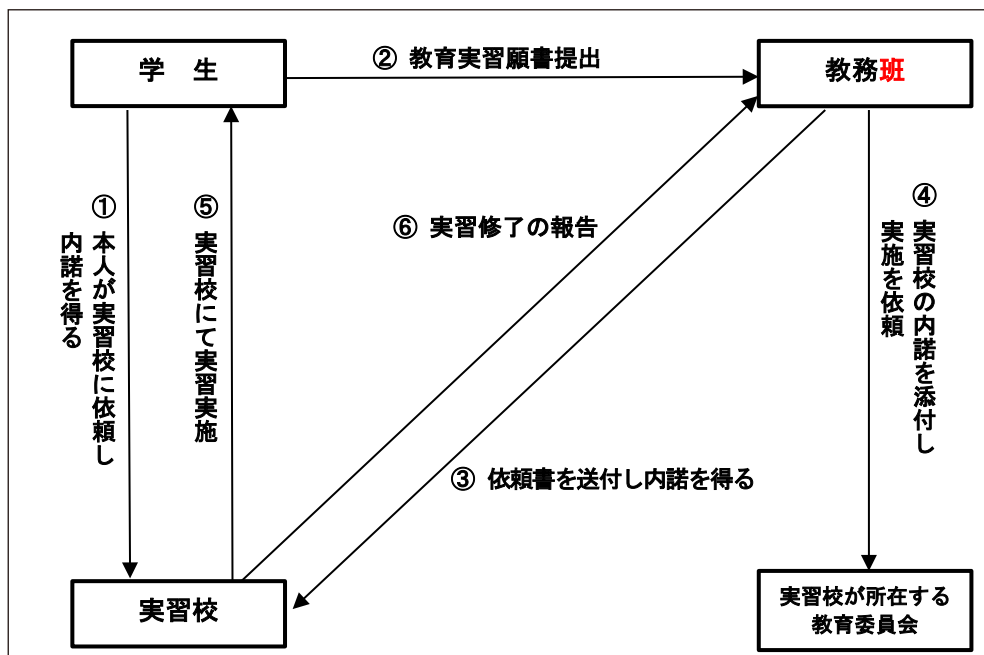 学　生
② 教育実習願書提出
教務班
① 本人が実習校に依頼し
内諾を得る
⑤ 実習校にて実習実施
⑥ 実習修了の報告
④ 実習校の内諾を添付し
実施を依頼
③ 依頼書を送付し内諾を得る
実習校
実習校が所在する
教育委員会